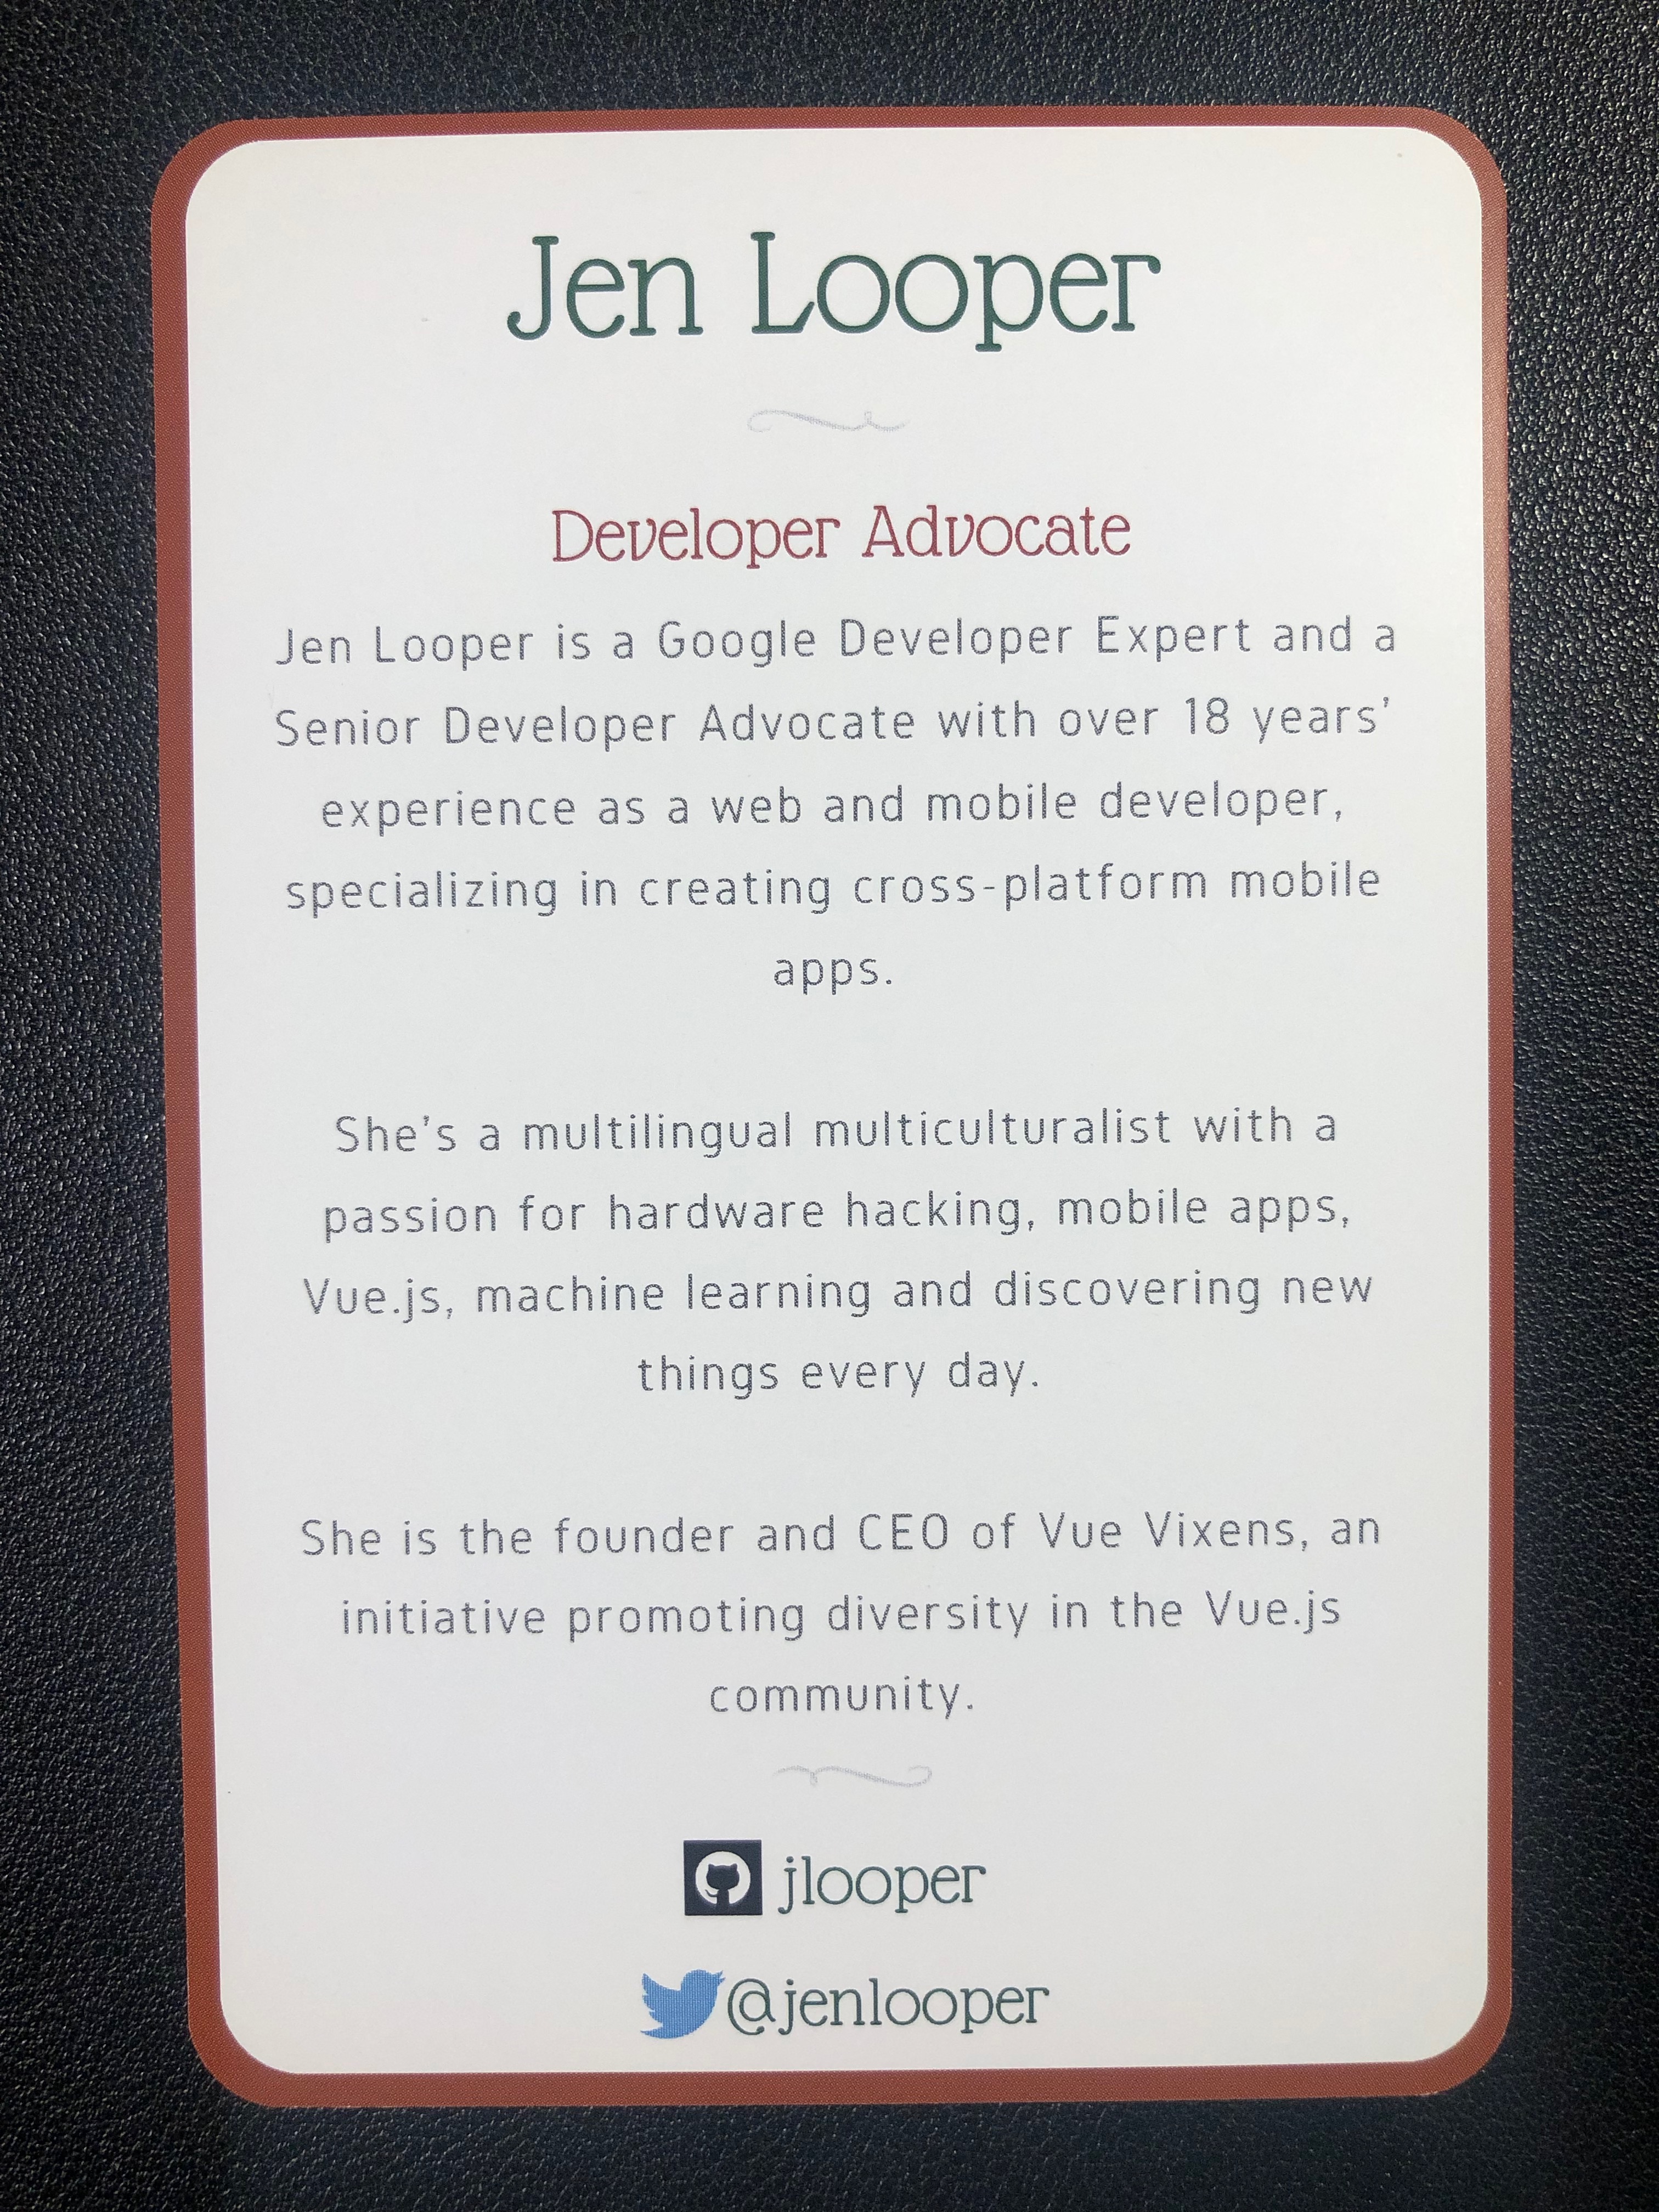 Jen Looper
Developer Advocate
Jen Looper is a Google Developer Expert and a
Senior Developer Advocate with over 18 years’
experience as a web and mobile developer,
specializing in creating cross-platform mobile
apps.
She’s a multilingual multiculturalist with a
passion for hardware hacking, mobile apps,
Vue.js, machine learning and discovering new
things every day.
She is the founder and CEO of Vue Vixens, an
initiative promoting diversity in the Vue.js
community.
jlooper
@jenlooper